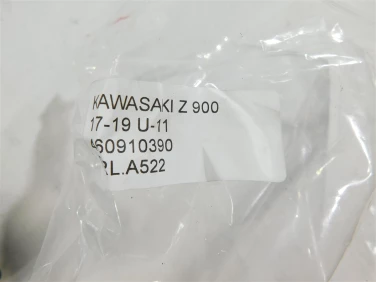 KAWASAKI Z 900
17-19 U-11
60910390
.L.A522